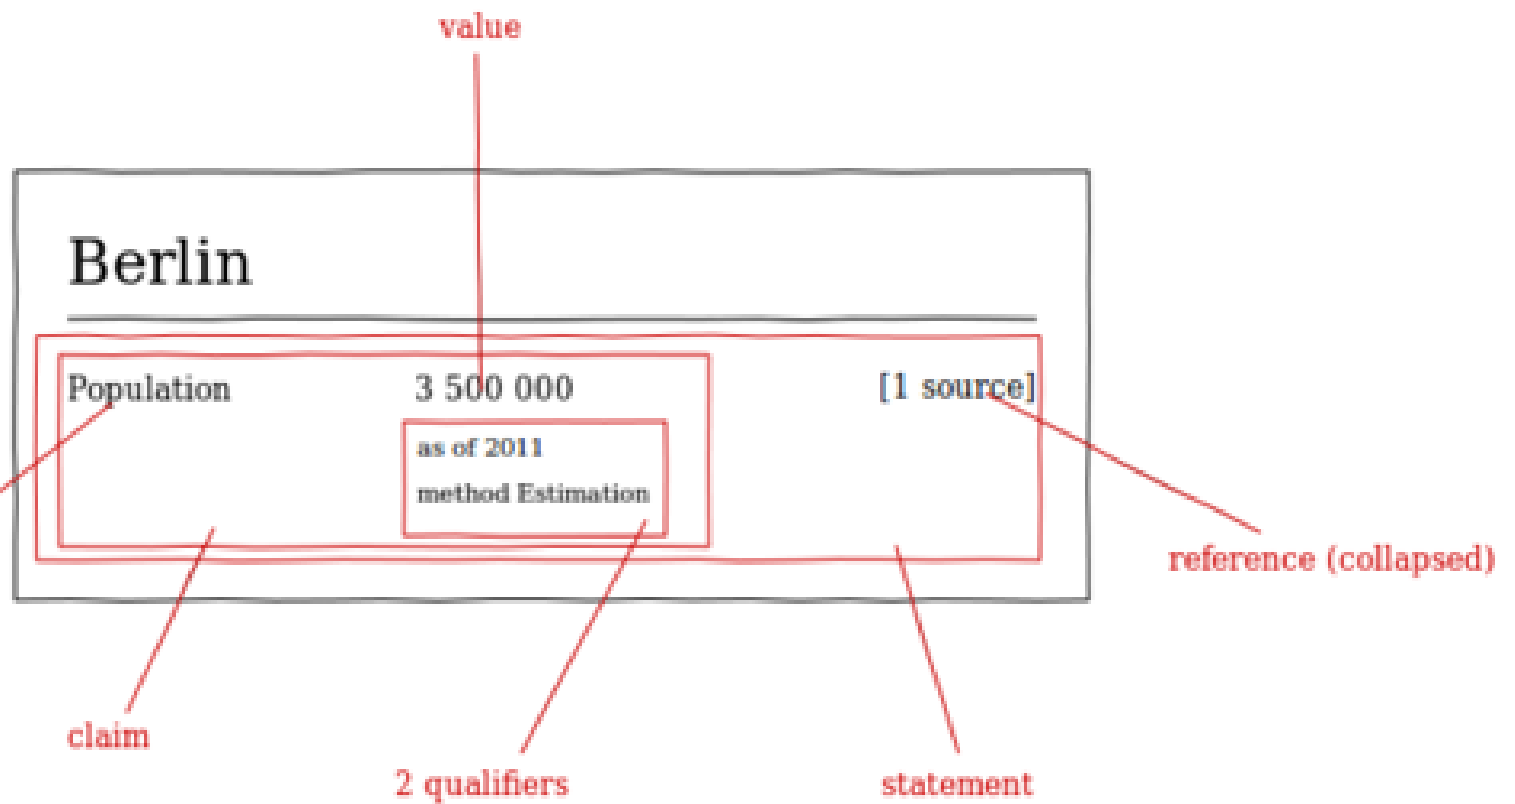 value
Berlin
Population 3 500 000 [1 source]
as of 2011
method Estimation
reference (collapsed)
claim
2 qualifiers
statement